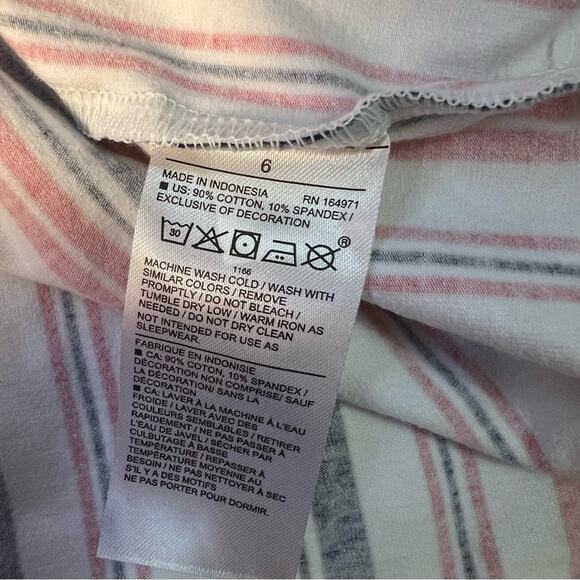 6
MADE IN INDONESIA RN 164971
■ US: 90% COTTON, 10% SPANDEX /
EXCLUSIVE OF DECORATION
30 ®
1166
MACHINE WASH COLD / WASH WITH
SIMILAR COLORS / REMOVE
PROMPTLY / DO NOT BLEACH /
TUMBLE DRY LOW / WARM IRON AS
NEEDED / DO NOT DRY CLEAN
NOT INTENDED FOR USE AS
SLEEPWEAR.
FABRIQUE EN INDONISIE
■ CA: 90% COTON, 10% SPANDEX /
DÉCORATION NON COMPRISE/ SAUF
LA DÉCORATION/ SANS LA
DÉCORATION
■ CA: LAVER À LA MACHINE À L'EAU
FROIDE / LAVER AVEC DES
COULEURS SEMBLABLES / RETIRER
RAPIDEMENT / NE PAS PASSER À
L'EAU DE JAVEL / SÉCHER PAR
CULBUTAGE À BASSE
TEMPÉRATURE / REPASSER À
TEMPÉRATURE MOYENNE AU
BESOIN / NE PAS NETTOYER À SEC
S'IL Y A DES MOTIFS
NE PAS PORTER POUR DORMIR.